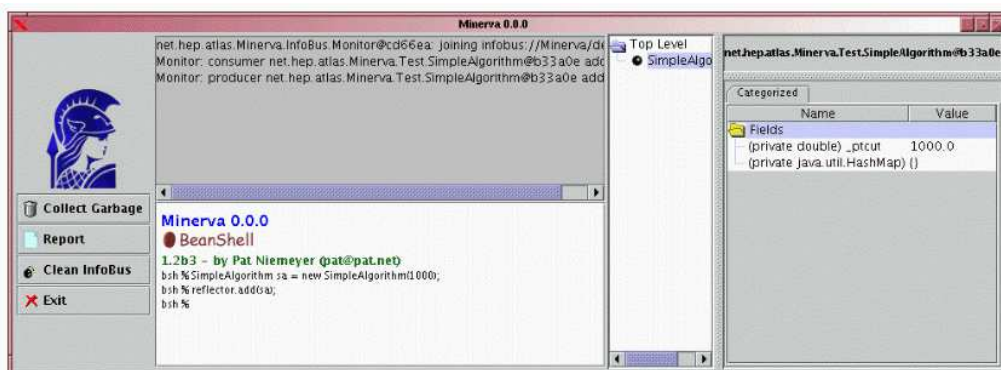 Minerva 0.0.0
net.hep.atlas.Minerva.InfoBus.Monitor@cd66ea: joining infobus://Minerva/de
Monitor: consumer net.hep.atlas.Minerva.Test.SimpleAlgorithm@b33a0e add
Monitor: producer net.hep.atlas.Minerva.Test.SimpleAlgorithm@b33a0e add
Collect Garbage
Report
Clean InfoBus
Exit
Minerva 0.0.0
BeanShell
1.2b3 - by Pat Niemeyer (pat@pat.net)
bsh % SimpleAlgorithm sa = new SimpleAlgorithm(1000);
bsh % reflector.add(sa);
bsh %
Top Level
SimpleAlgo
net.hep.atlas.Minerva.Test.SimpleAlgorithm@b33a0e
Categorized
Name Value
Fields
(private double) _ptcut 1000.0
(private java.util.HashMap) {}